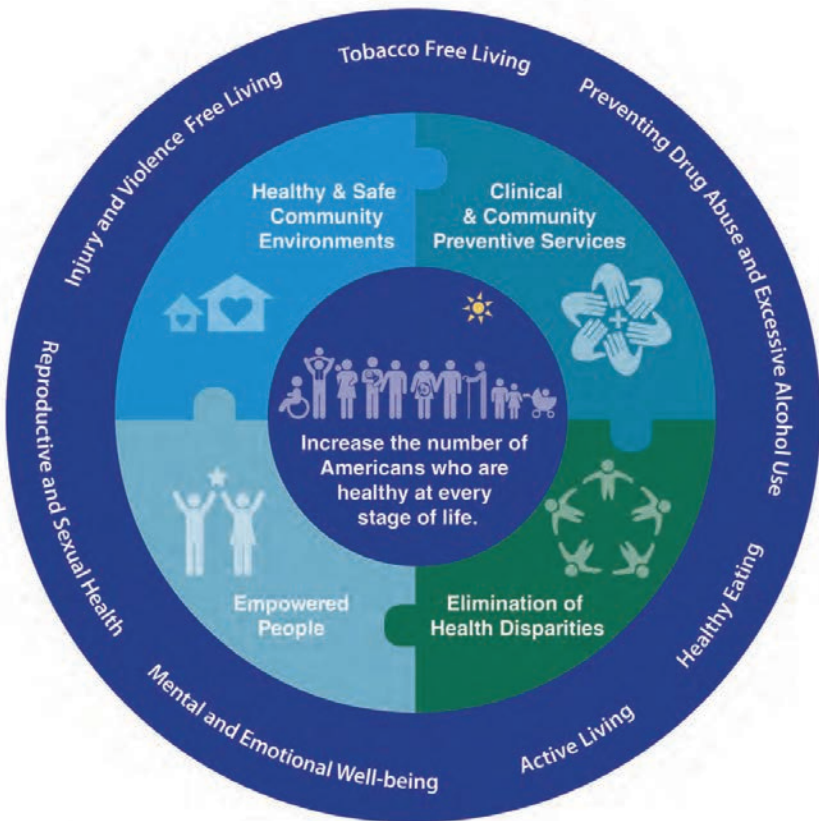 Tobacco Free Living
Preventing Drug Abuse and Excessive Alcohol Use
Healthy Eating
Active Living
Mental and Emotional Well-being
Reproductive and Sexual Health
Injury and Violence Free Living
Healthy & Safe
Community
Environments
Clinical
& Community
Preventive Services
Increase the number of
Americans who are
healthy at every
stage of life.
Empowered
People
Elimination of
Health Disparities